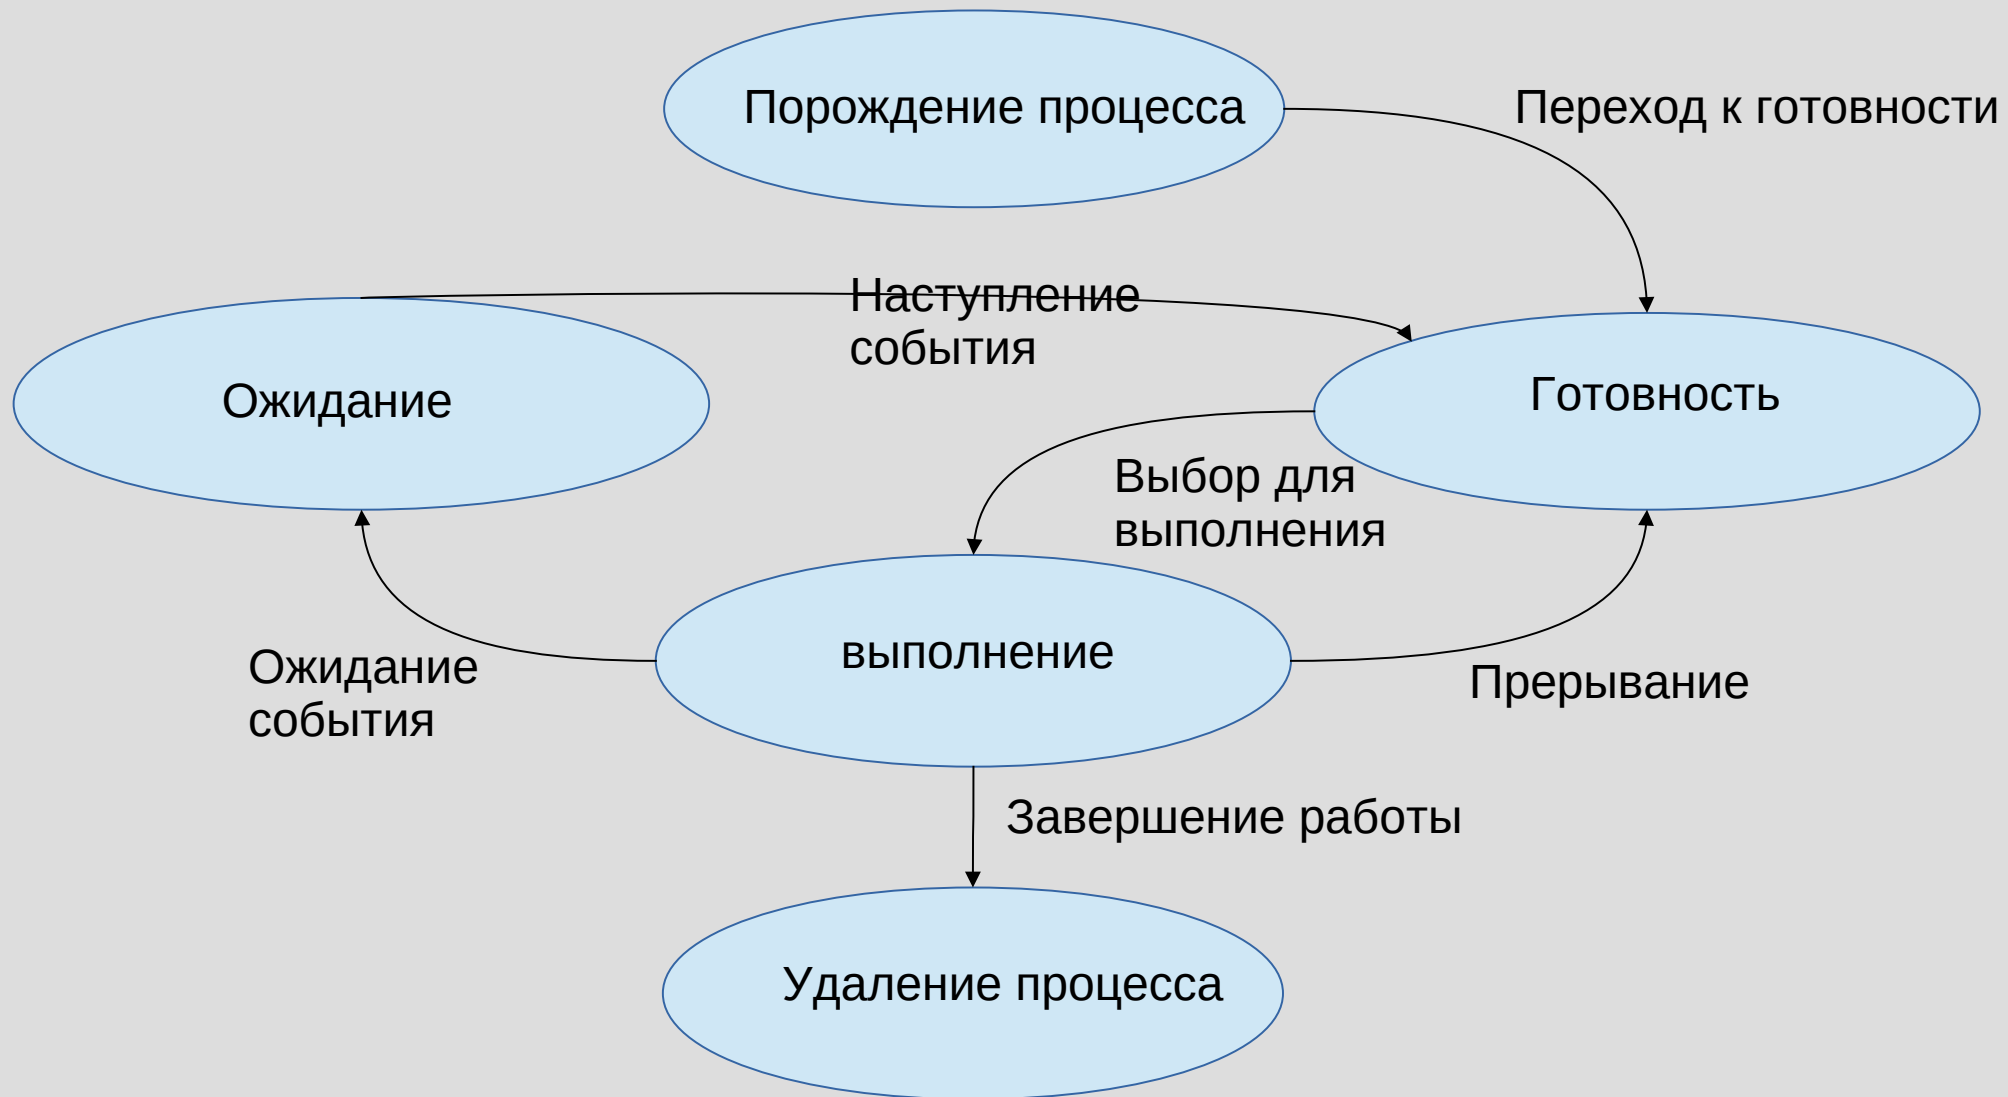 Порождение процесса
Переход к готовности
Наступление
события
Ожидание
Готовность
Выбор для
выполнения
выполнение
Ожидание
события
Прерывание
Завершение работы
Удаление процесса